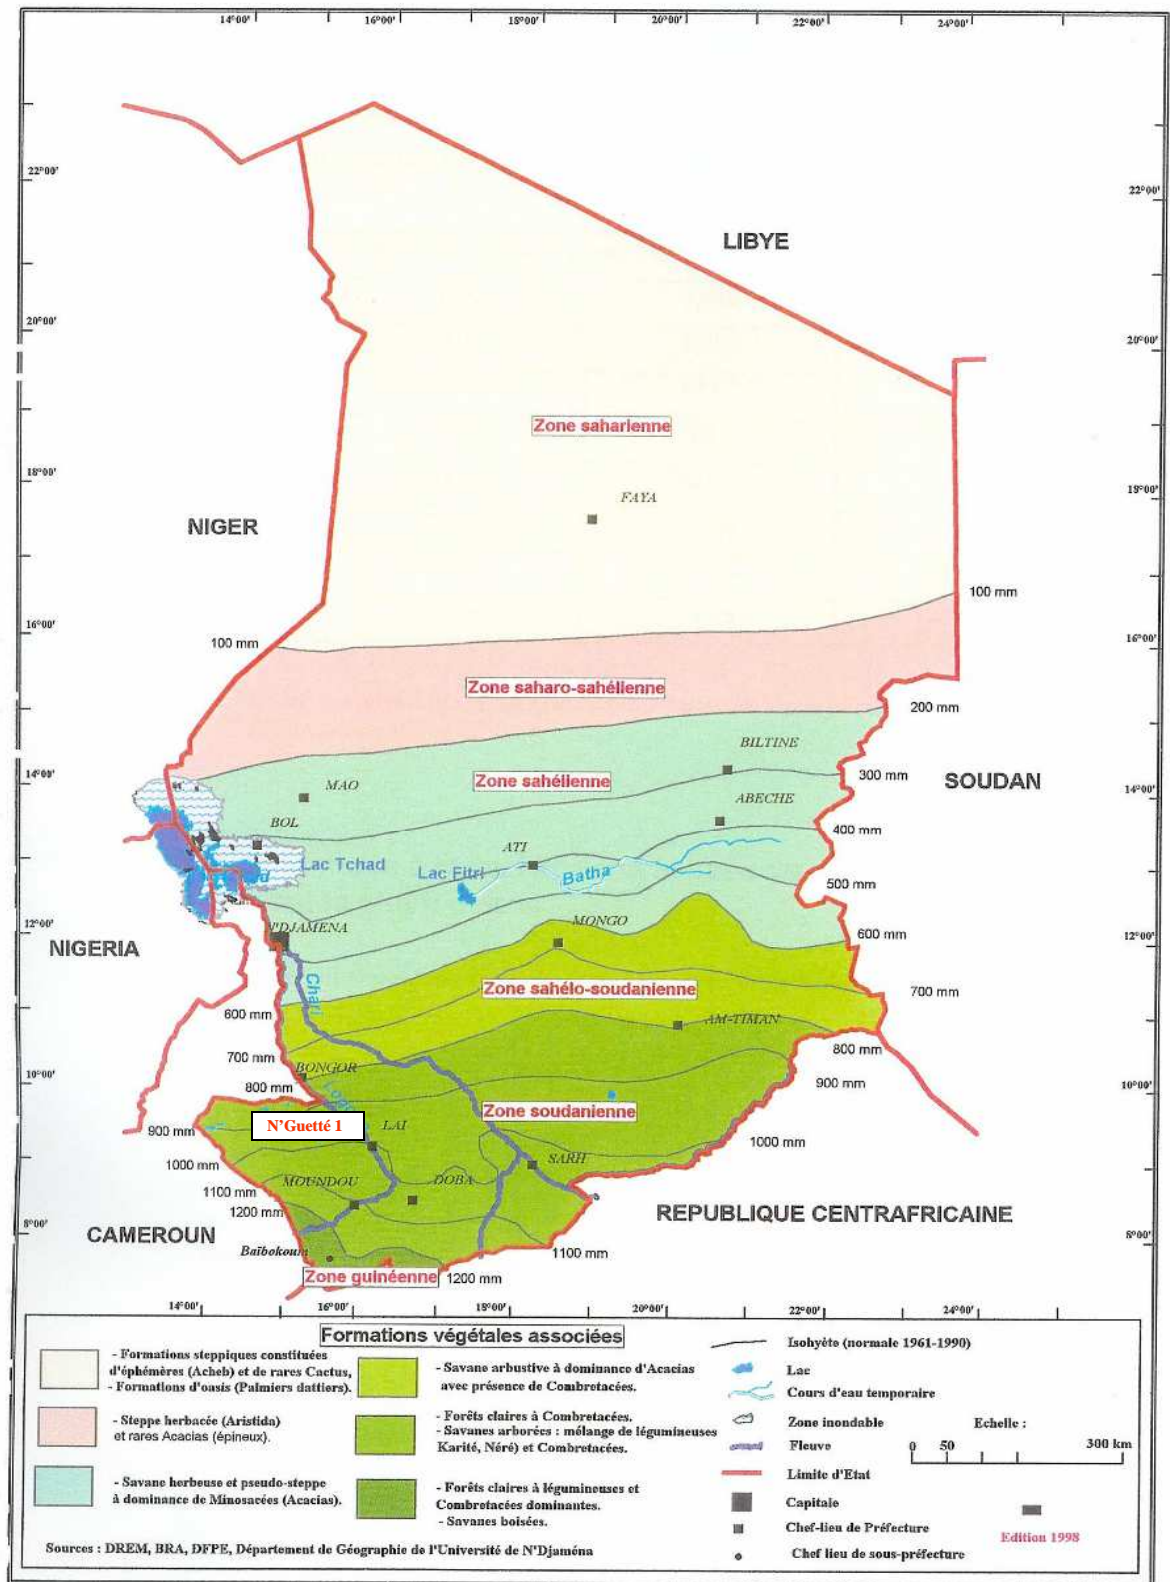 14°00' 16°00' 18°00' 20°00' 22°00' 24°00'
22°00' 22°00'
LIBYE
20°00' 20°00'
Zone saharienne
18°00' FAYA 18°00'
NIGER
100 mm
16°00' 100 mm 16°00'
Zone saharo-sahélienne
200 mm
BILTINE
14°00' MAO Zone sahélienne 300 mm SOUDAN
ABECHE 14°00'
BOL 400 mm
ATI
Lac Tchad Lac Fitri Batha
500 mm
12°00' N'DJAMENA MONGO 600 mm 12°00'
NIGERIA
Chari Zone sahélo-soudanienne 700 mm
600 mm AM-TIMAN
700 mm 800 mm
10°00' BONGOR 900 mm 10°00'
800 mm
Zone soudanienne
900 mm N'Guetté 1 LAI 1000 mm
1000 mm SARH
1100 mm MOUNDOU DOBA
1200 mm
8°00' CAMEROUN REPUBLIQUE CENTRAFRICAINE 8°00'
Baïbokoum 1100 mm
Zone guinéenne 1200 mm
14°00' 16°00' 18°00' 20°00' 22°00' 24°00'
Formations végétales associées
- Formations steppiques constituées
d'éphémères (Acheb) et de rares Cactus,
- Formations d'oasis (Palmiers dattiers).
- Steppe herbacée (Aristida)
et rares Acacias (épineux).
- Savane herbeuse et pseudo-steppe
à dominance de Minosacées (Acacias).
- Savane arbustive à dominance d'Acacias
avec présence de Combretacées.
- Forêts claires à Combretacées.
- Savanes arborées : mélange de légumineuses
Karité, Néré) et Combretacées.
- Forêts claires à légumineuses et
Combretacées dominantes.
- Savanes boisées.
Isohyète (normale 1961-1990)
Lac
Cours d'eau temporaire
Zone inondable
Fleuve
Limite d'Etat
Capitale
Chef-lieu de Préfecture
Chef lieu de sous-préfecture
Echelle :
0 50 300 km
Edition 1998
Sources : DREM, BRA, DFPE, Département de Géographie de l'Université de N'Djaména